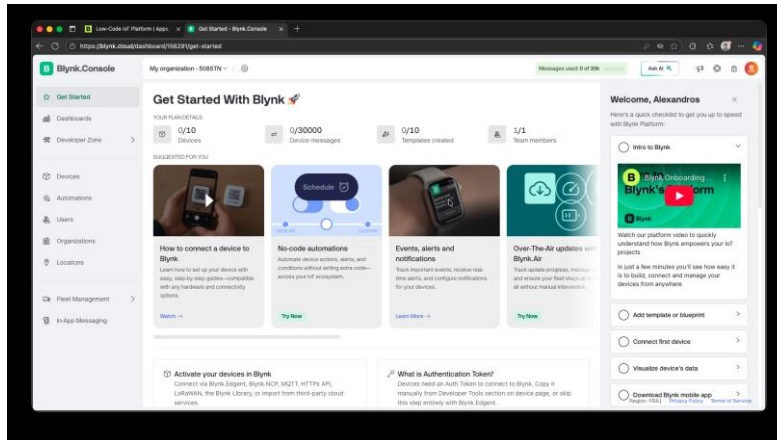 Low-Code IoT Platform | Apps,
Get Started - Blynk.Console
https://blynk.cloud/dashboard/156291/get-started
B Blynk.Console
My organization - 5085TN
Messages used: 0 of 30k
Ask AI
Get Started
Dashboards
Developer Zone
Devices
Automations
Users
Organizations
Locations
Fleet Management
In-App Messaging
Get Started With Blynk 🚀
YOUR PLAN DETAILS:
0/10
Devices
0/30000
Device messages
0/10
Templates created
1/1
Team members
SUGGESTED FOR YOU
How to connect a device to
Blynk
Learn how to set up your device with
easy, step-by-step guides—compatible
with any hardware and connectivity
options.
Watch →
Schedule
No-code automations
Automate device actions, alerts, and
conditions without writing extra code—
across your IoT ecosystem.
Try Now
Events, alerts and
notifications
Track important events, receive real-
time alerts, and configure notifications
for your devices.
Learn More →
Over-The-Air updates with
Blynk.Air
Track update progress, manage
and ensure your fleet stays
all without manual intervention.
Try Now
Activate your devices in Blynk
Connect via Blynk.Edgent, Blynk.NCP, MQTT, HTTPs API,
LoRaWAN, the Blynk Library, or import from third-party cloud
services.
What is Authentication Token?
Devices need an Auth Token to connect to Blynk. Copy it
manually from Developer Tools section on device page, or skip
this step entirely with Blynk.Edgent.
Welcome, Alexandros
Here's a quick checklist to get you up to speed
with Blynk Platform:
Intro to Blynk
B Blynk Onboarding
Blynk
Watch our platform video to quickly
understand how Blynk empowers your IoT
projects
In just a few minutes you'll see how easy it
is to build, connect and manage your
devices from anywhere
Add template or blueprint
Connect first device
Visualize device's data
Download Blynk mobile app
Region: FRA1 Privacy Policy Terms of Service